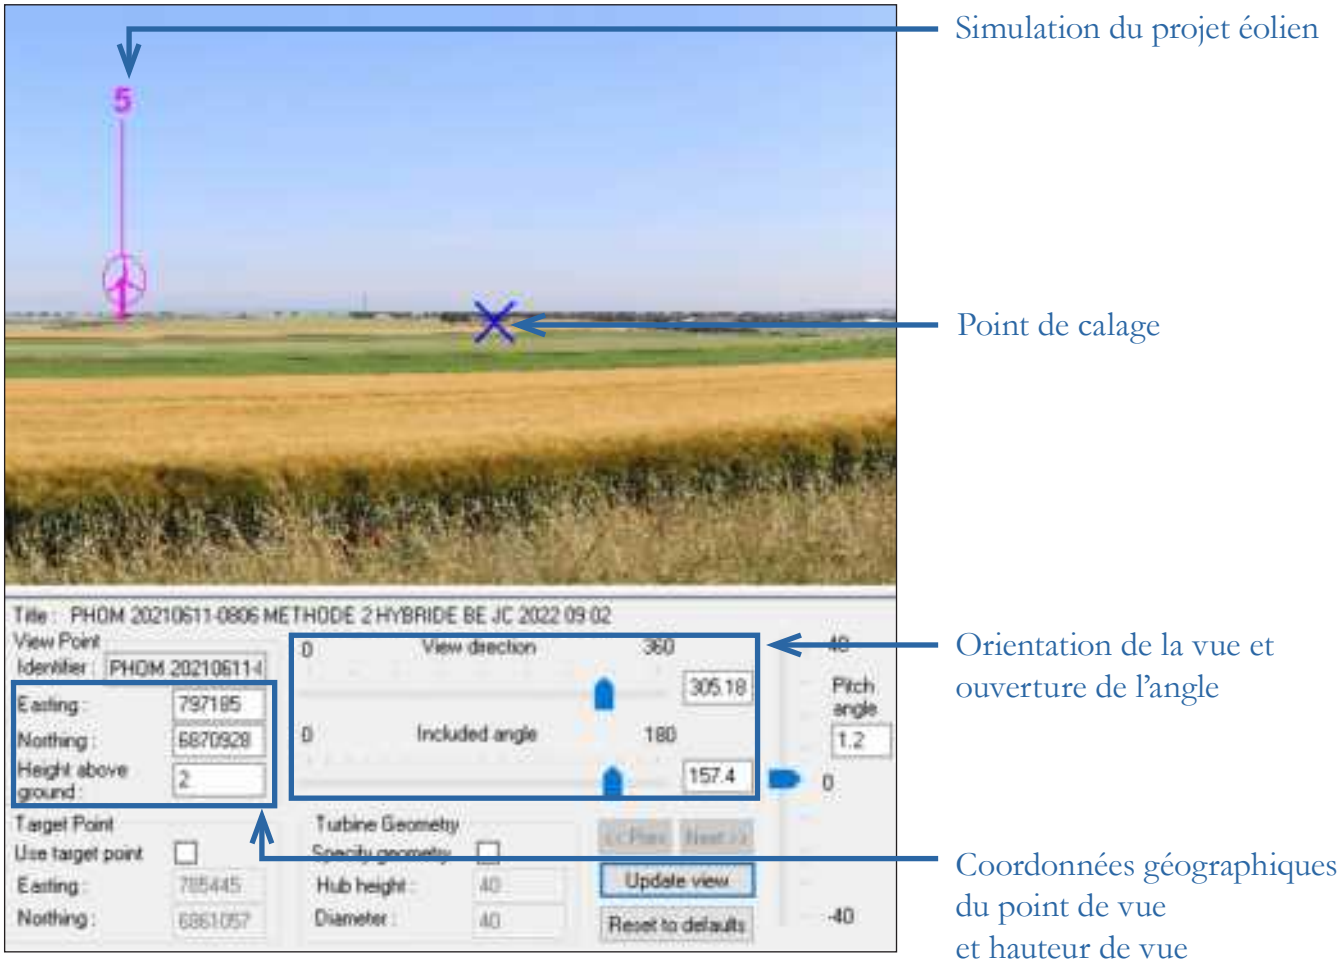 Simulation du projet éolien
5
Point de calage
Title : PHOM 20210611-0806 METHODE 2 HYBRIDE BE JC 2022 09 02
View Point
Identifier : PHOM 20210611-(
Easting : 797185
Northing : 6870928
Height above
ground : 2
0 View direction 360
305.18
0 Included angle 180
157.4
40
Pitch
angle
1.2
0
-40
Orientation de la vue et
ouverture de l'angle
Target Point
Use target point
Easting : 785445
Northing : 6861057
Turbine Geometry
Specify geometry
Hub height : 40
Diameter : 40
<< Prev Next >>
Update view
Reset to defaults
Coordonnées géographiques
du point de vue
et hauteur de vue